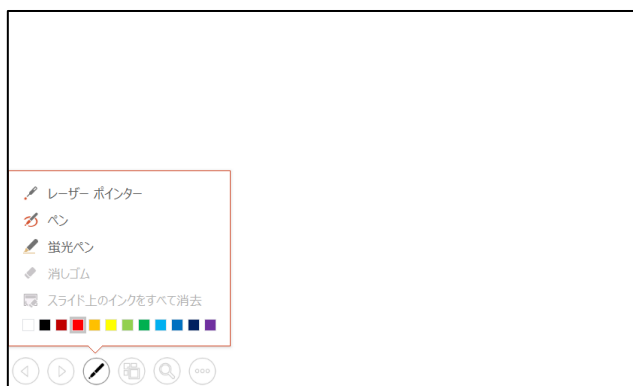 レーザー ポインター
ペン
蛍光ペン
消しゴム
スライド上のインクをすべて消去